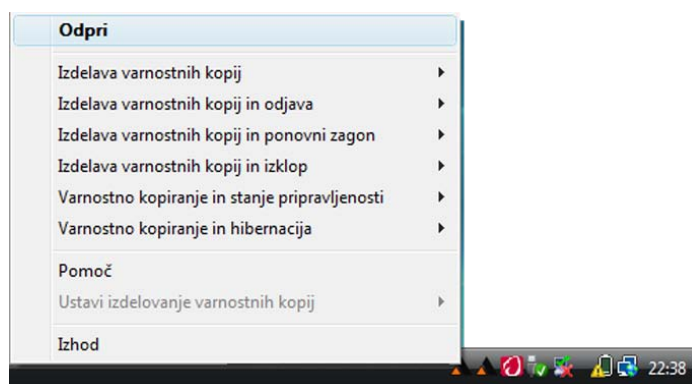 Odpri
Izdelava varnostnih kopij
Izdelava varnostnih kopij in odjava
Izdelava varnostnih kopij in ponovni zagon
Izdelava varnostnih kopij in izklop
Varnostno kopiranje in stanje pripravljenosti
Varnostno kopiranje in hibernacija
Pomoč
Ustavi izdelovanje varnostnih kopij
Izhod
22:38